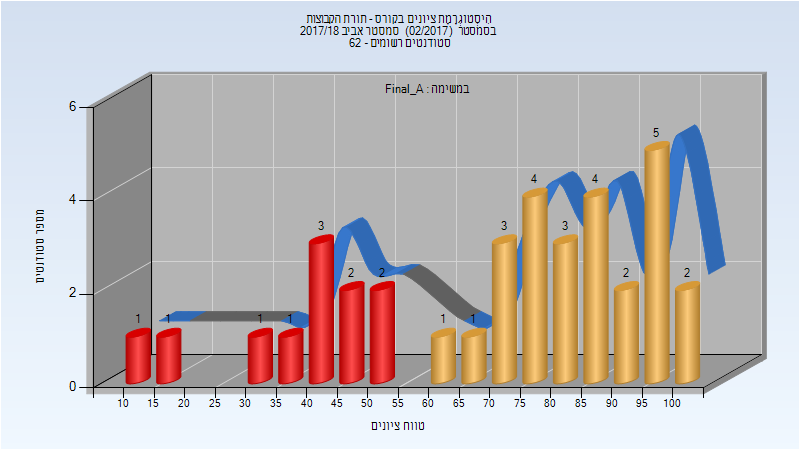 היסטוגרמת ציונים בקורס - תורת הקבוצות
בסמסטר (02/2017) סמסטר אביב 2017/18
סטודנטים רשומים - 62
במשימה : Final_A
מספר סטודנטים
6
4
2
0
1
1
1
1
3
2
2
1
1
3
4
3
4
2
5
2
10 15 20 25 30 35 40 45 50 55 60 65 70 75 80 85 90 95 100
טווח ציונים